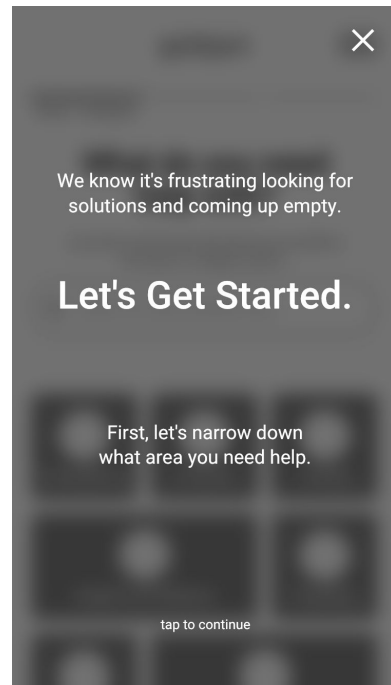 We know it's frustrating looking for
solutions and coming up empty.
Let's Get Started.
First, let's narrow down
what area you need help.
tap to continue